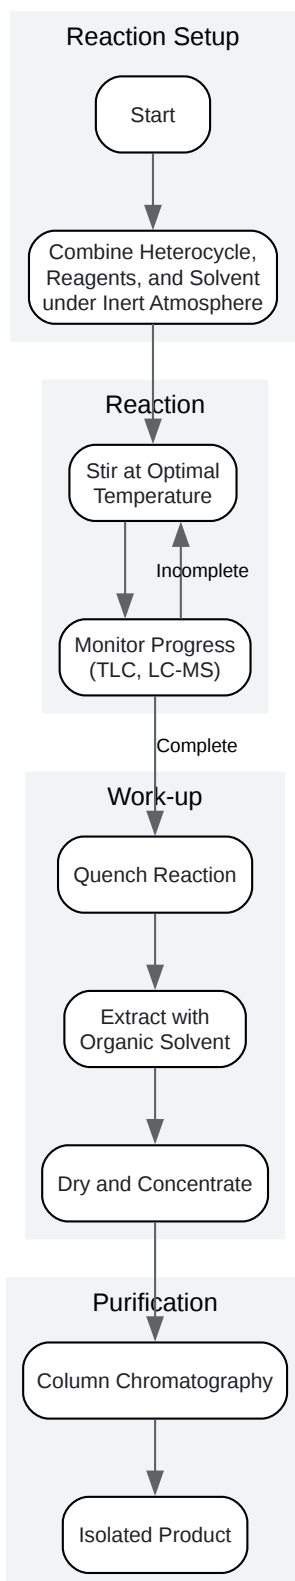 Reaction Setup
Start
Combine Heterocycle,
Reagents, and Solvent
under Inert Atmosphere
Reaction
Stir at Optimal
Temperature
Incomplete
Monitor Progress
(TLC, LC-MS)
Complete
Work-up
Quench Reaction
Extract with
Organic Solvent
Dry and Concentrate
Purification
Column Chromatography
Isolated Product